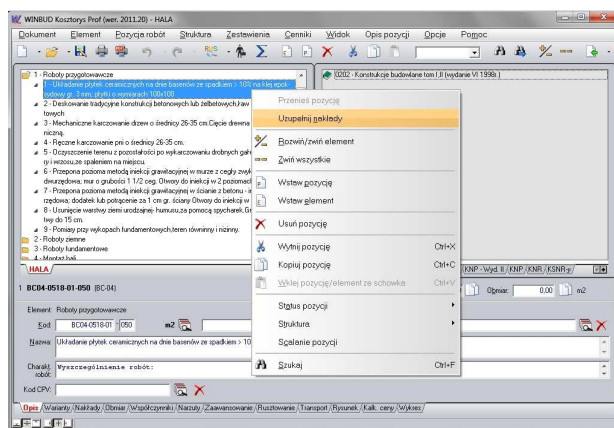 WINBUD Kosztorys Prof (wer. 2011.20) - HALA
Dokument Element Pozycja robót Struktura Zestawienia Cenniki Widok Opis pozycji Opcje Pomoc
1 - Roboty przygotowawcze
1 - Układanie płytek ceramicznych na dnie basenów ze spadkiem > 10% na klej epok-
sydowy gr. 3 mm; płytki o wymiarach 100x100
2 - Deskowanie tradycyjne konstrukcji betonowych lub żelbetowych,ław
towych
3 - Mechaniczne karczowanie drzew o średnicy 26-35 cm.Cięcie drewna
niczną.
4 - Ręczne karczowanie pni o średnicy 26-35 cm.
5 - Oczyszczenie terenu z pozostałości po wykarczowaniu drobnych gałę
ry i wrzosu,ze spaleniem na miejscu.
6 - Przepona pozioma metodą iniekcji grawitacyjnej w murze z cegły zwyk
dwurzędowa; mur o grubości 1 1/2 ceg. Otwory do iniekcji w 2 poziomach
7 - Przepona pozioma metodą iniekcji grawitacyjnej w ścianie z betonu - 
rzędowa; dodatek lub potrącenie za 1 cm gr. ściany Otwory do iniekcji w
8 - Usunięcie warstwy ziemi urodzajnej- humusu,za pomocą spycharek.Gr
twy do 15 cm.
9 - Pomiary przy wykopach fundamentowych,teren równinny i nizinny.
2 - Roboty ziemne
3 - Roboty fundamentowe
4 - Montaż hali
HALA
0202 - Konstrukcje budowlane tom I,II (wydanie VI 1998r.)
Przenieś pozycję
Uzupełnij nakłady
Rozwiń/zwiń element
Zwiń wszystkie
Wstaw pozycję
Wstaw element
Usuń pozycję
Wytnij pozycję Ctrl+X
Kopiuj pozycję Ctrl+C
Wklej pozycję/element ze schowka Ctrl+V
Status pozycji
Struktura
Scalanie pozycji
Szukaj Ctrl+F
KNP - Wyd. II KNP KNR KSNR-y
1 BC04-0518-01-050 (BC-04)
Obmiar: 0,00 m2
Element: Roboty przygotowawcze
Kod: BC04-0518-01 - 050 m2
Nazwa: Układanie płytek ceramicznych na dnie basenów ze spadkiem > 10
Charakt. robót: Wyszczególnienie robót:
Kod CPV:
Opis Warianty Nakłady Obmiar Współczynniki Narzuty Zaawansowanie Rusztowanie Transport Rysunek Kalk. ceny Wykres